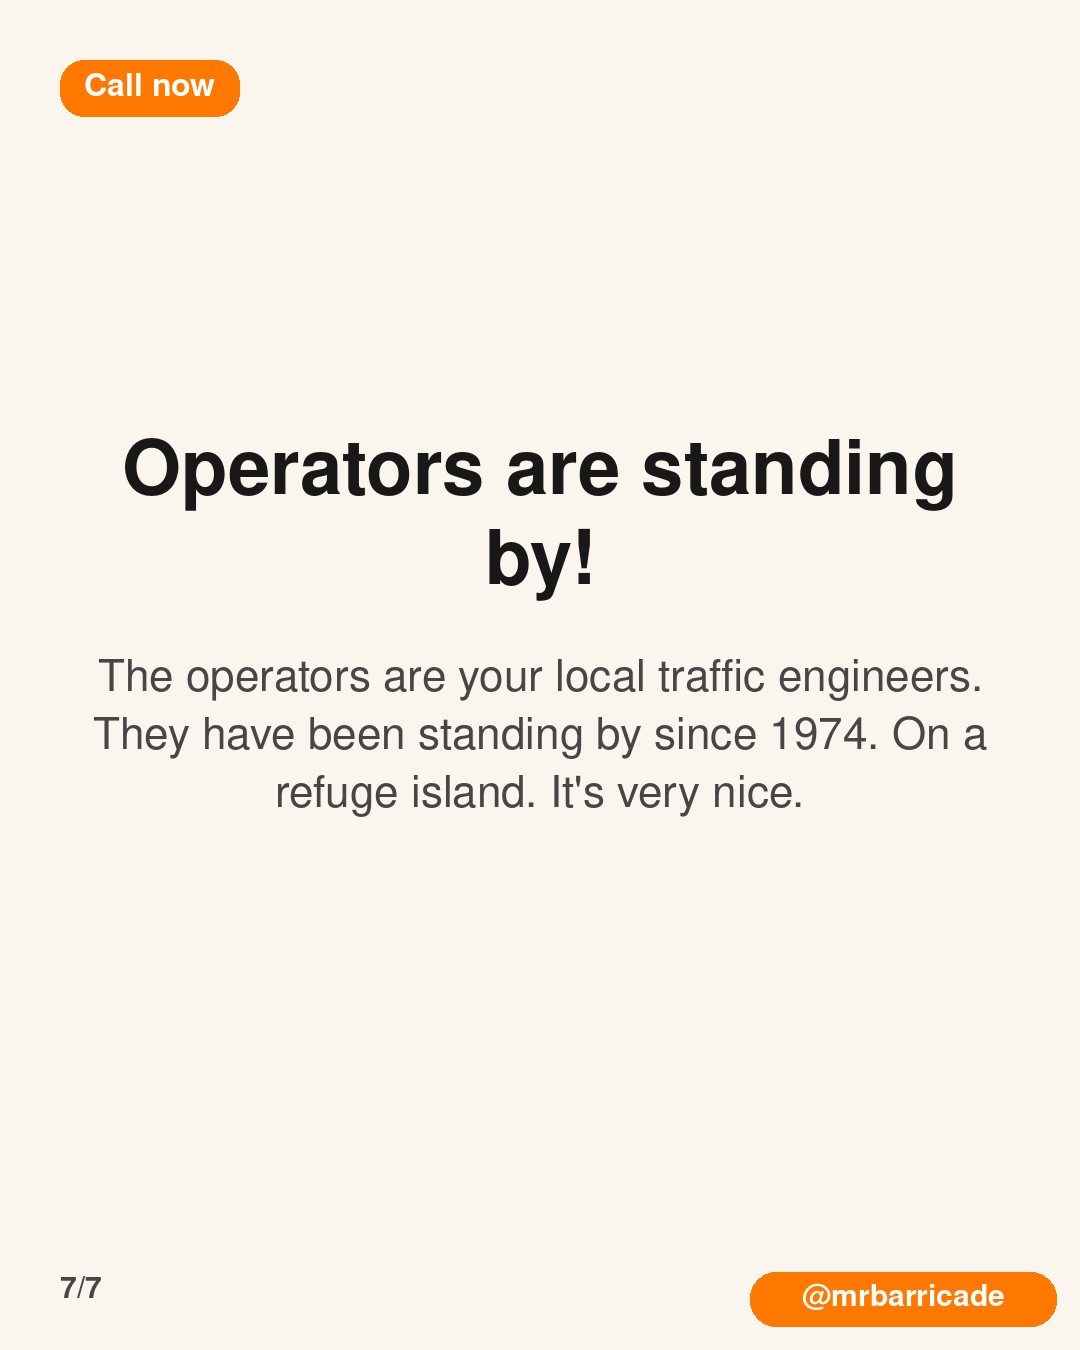 Call now
Operators are standing
by!
The operators are your local traffic engineers.
They have been standing by since 1974. On a
refuge island. It's very nice.
7/7
@mrbarricade